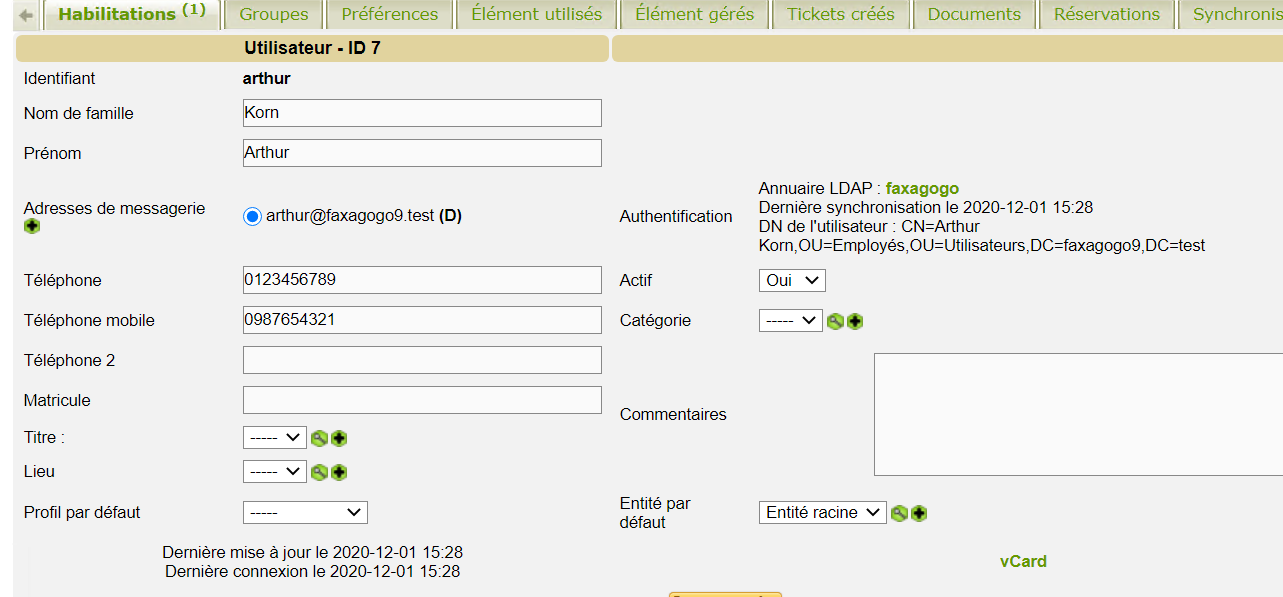 Habilitations (1) Groupes Préférences Élément utilisés Élément gérés Tickets créés Documents Réservations Synchronis
Utilisateur - ID 7
Identifiant arthur
Nom de famille Korn
Prénom Arthur
Adresses de messagerie arthur@faxagogo9.test (D)
Authentification
Annuaire LDAP : faxagogo
Dernière synchronisation le 2020-12-01 15:28
DN de l'utilisateur : CN=Arthur
Korn,OU=Employés,OU=Utilisateurs,DC=faxagogo9,DC=test
Téléphone 0123456789 Actif Oui
Téléphone mobile 0987654321 Catégorie -----
Téléphone 2
Matricule
Commentaires
Titre : -----
Lieu -----
Profil par défaut -----
Entité par
défaut
Entité racine
Dernière mise à jour le 2020-12-01 15:28
Dernière connexion le 2020-12-01 15:28
vCard